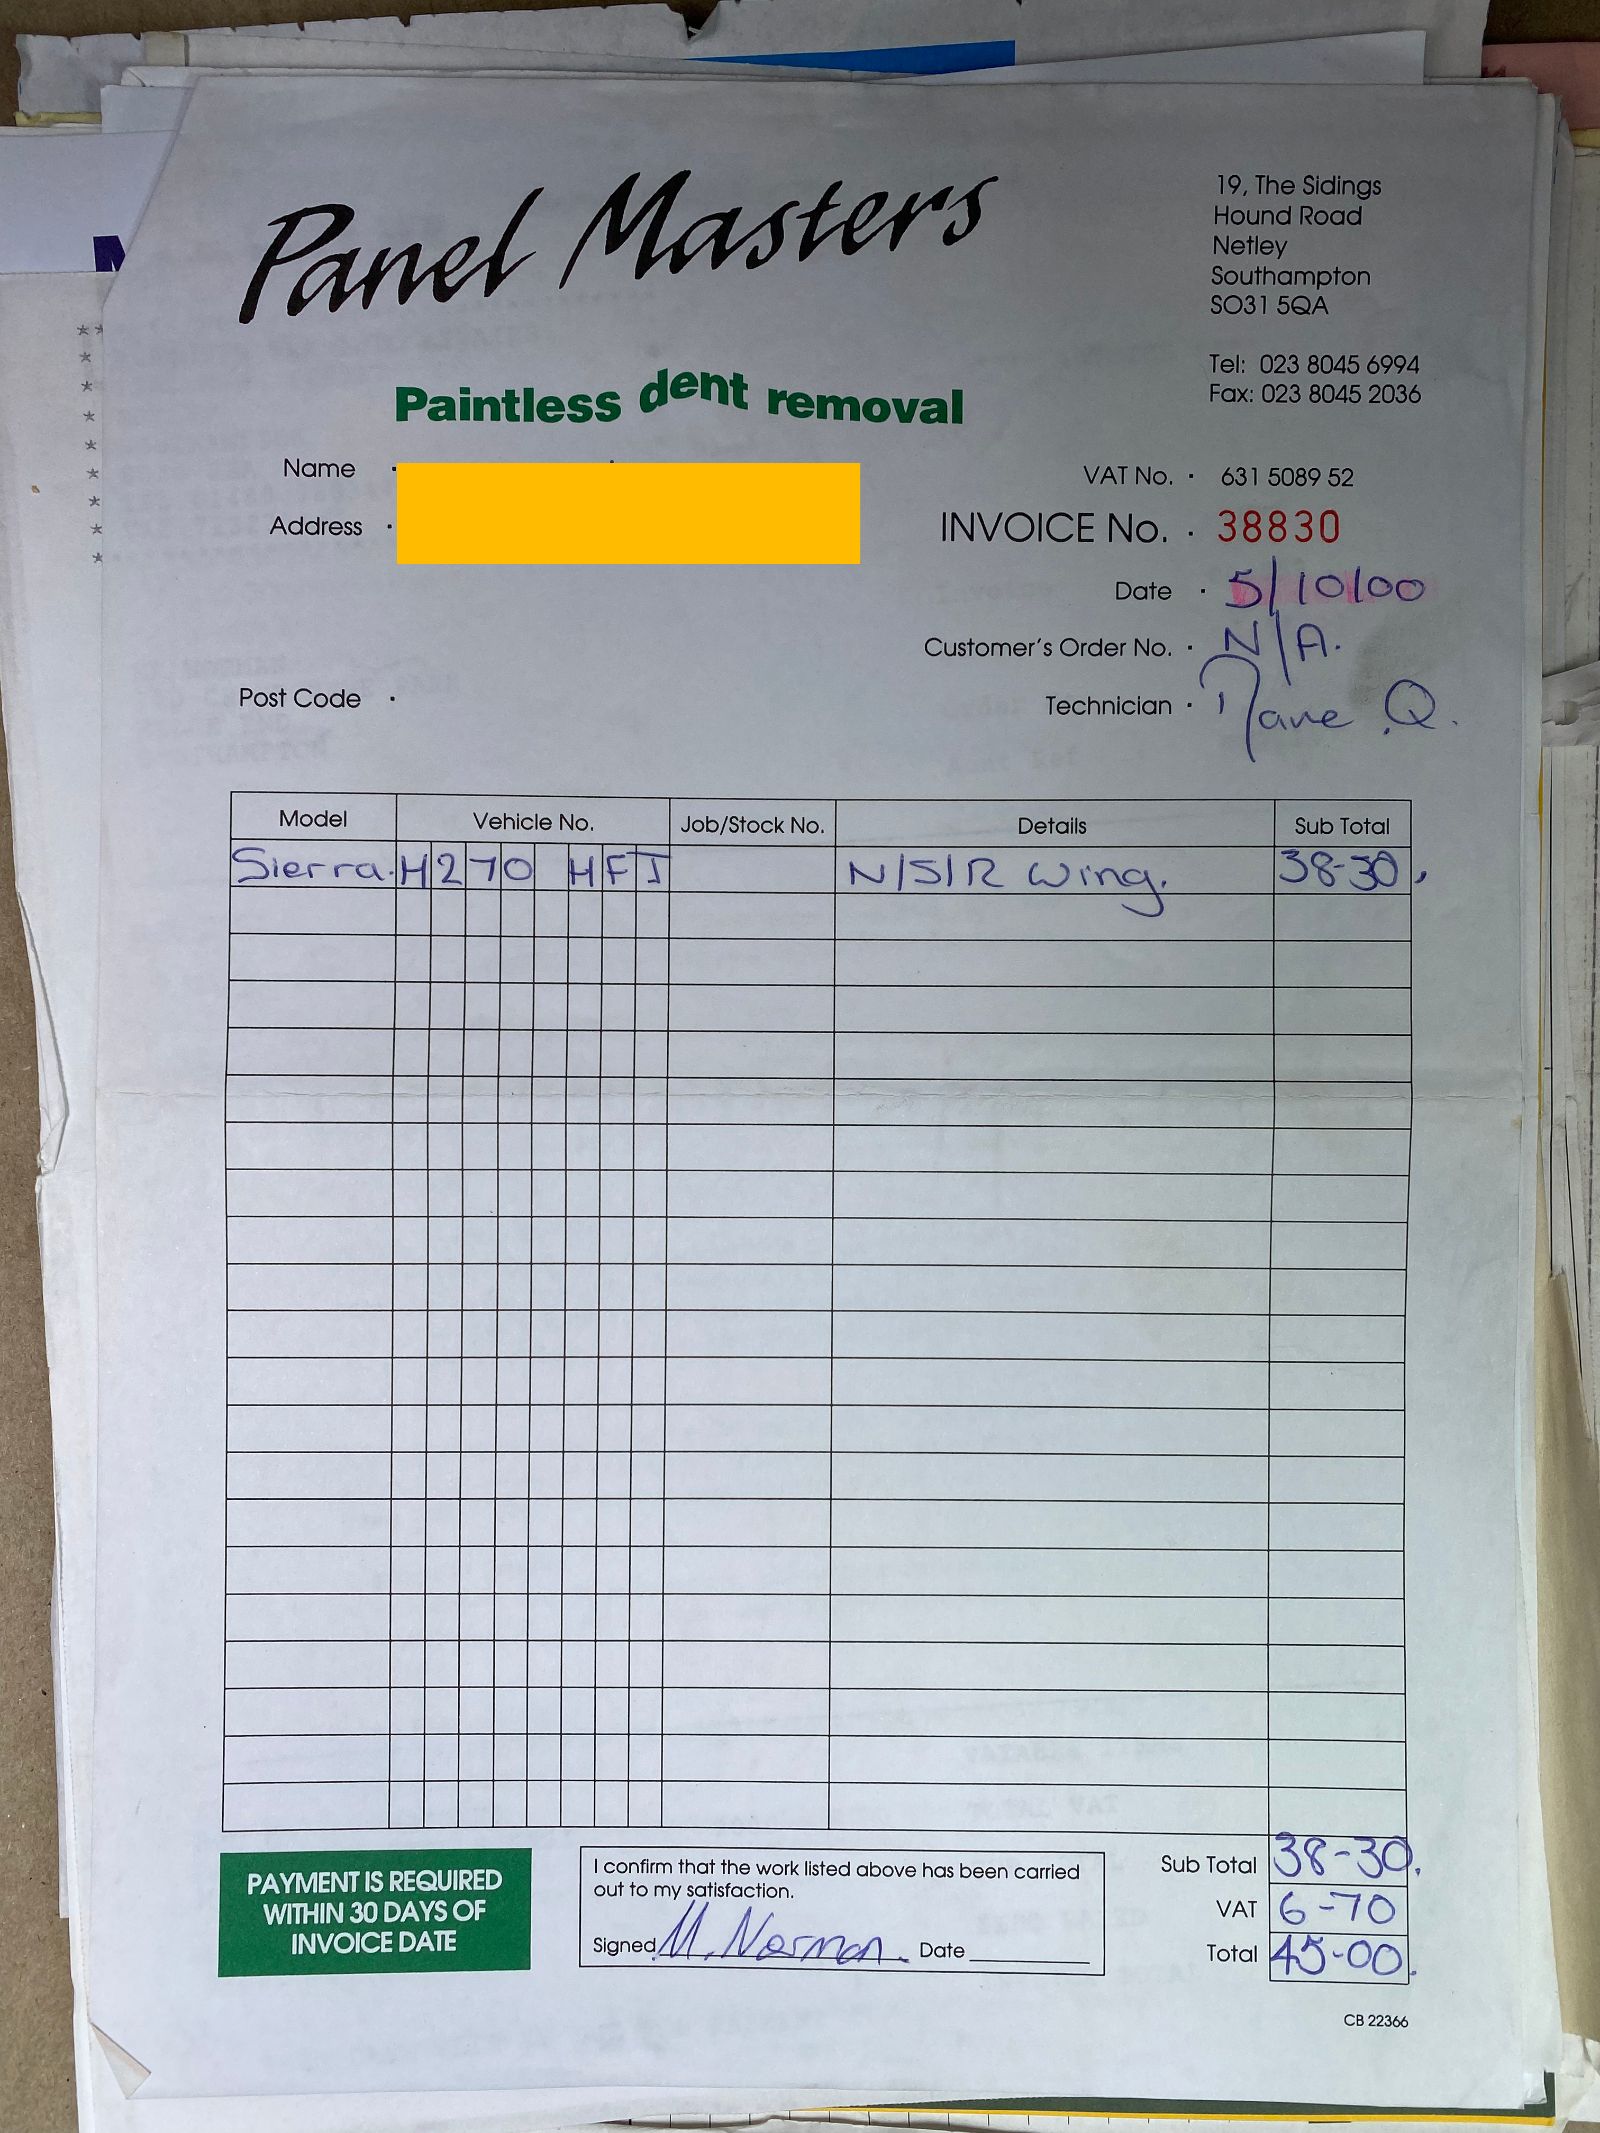 Panel Masters
Paintless dent removal
19, The Sidings
Hound Road
Netley
Southampton
SO31 5QA
Tel: 023 8045 6994
Fax: 023 8045 2036
Name
Address
Post Code
VAT No. · 631 5089 52
INVOICE No. · 38830
Date · 5/10/00
Customer's Order No. · N/A.
Technician · Dave Q.
Model Vehicle No. Job/Stock No. Details Sub Total
Sierra. H270 HFJ N/S/R Wing. 38-30.
PAYMENT IS REQUIRED
WITHIN 30 DAYS OF
INVOICE DATE
I confirm that the work listed above has been carried
out to my satisfaction.
Signed M. Norman. Date
Sub Total 38-30.
VAT 6-70
Total 45-00.
CB 22366